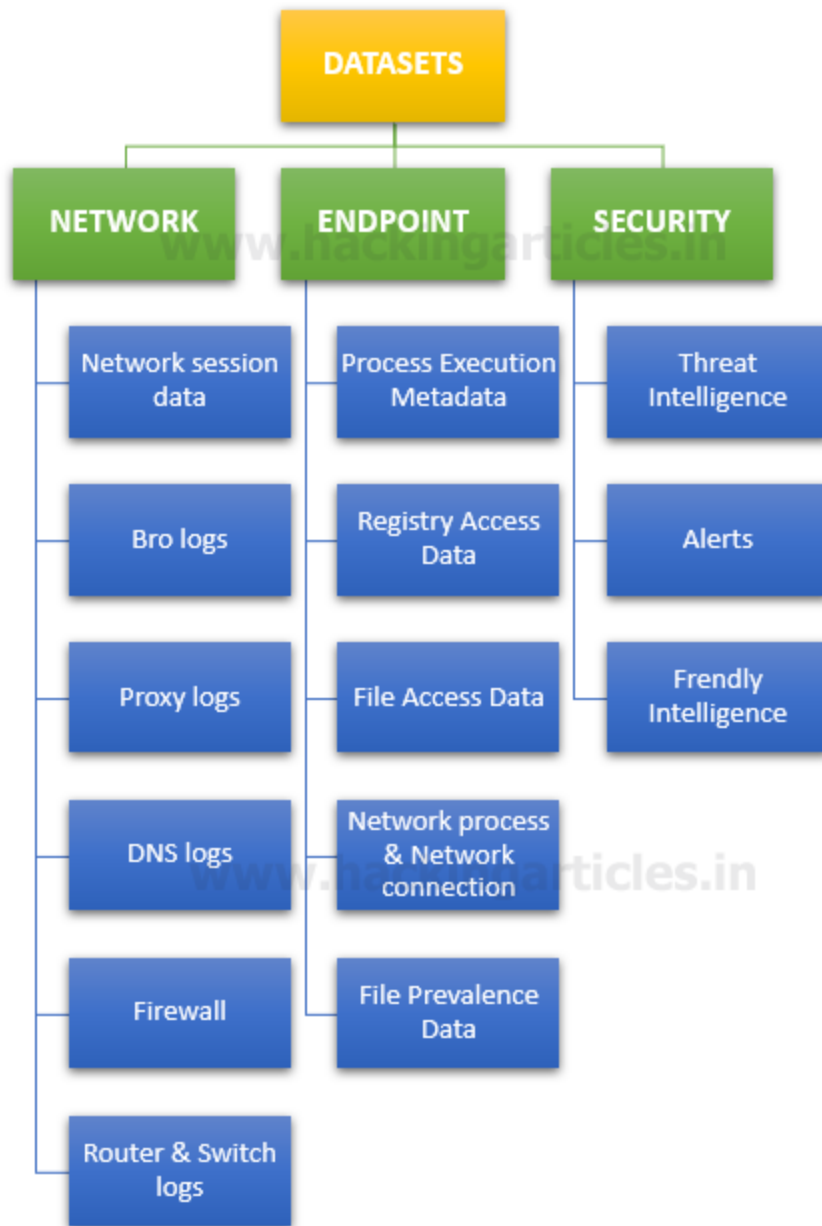 DATASETS
NETWORK
ENDPOINT
SECURITY
www.hackingarticles.in
Network session
data
Bro logs
Proxy logs
DNS logs
Firewall
Router & Switch
logs
Process Execution
Metadata
Registry Access
Data
File Access Data
Network process
& Network
connection
File Prevalence
Data
Threat
Intelligence
Alerts
Frendly
Intelligence
www.hackingarticles.in